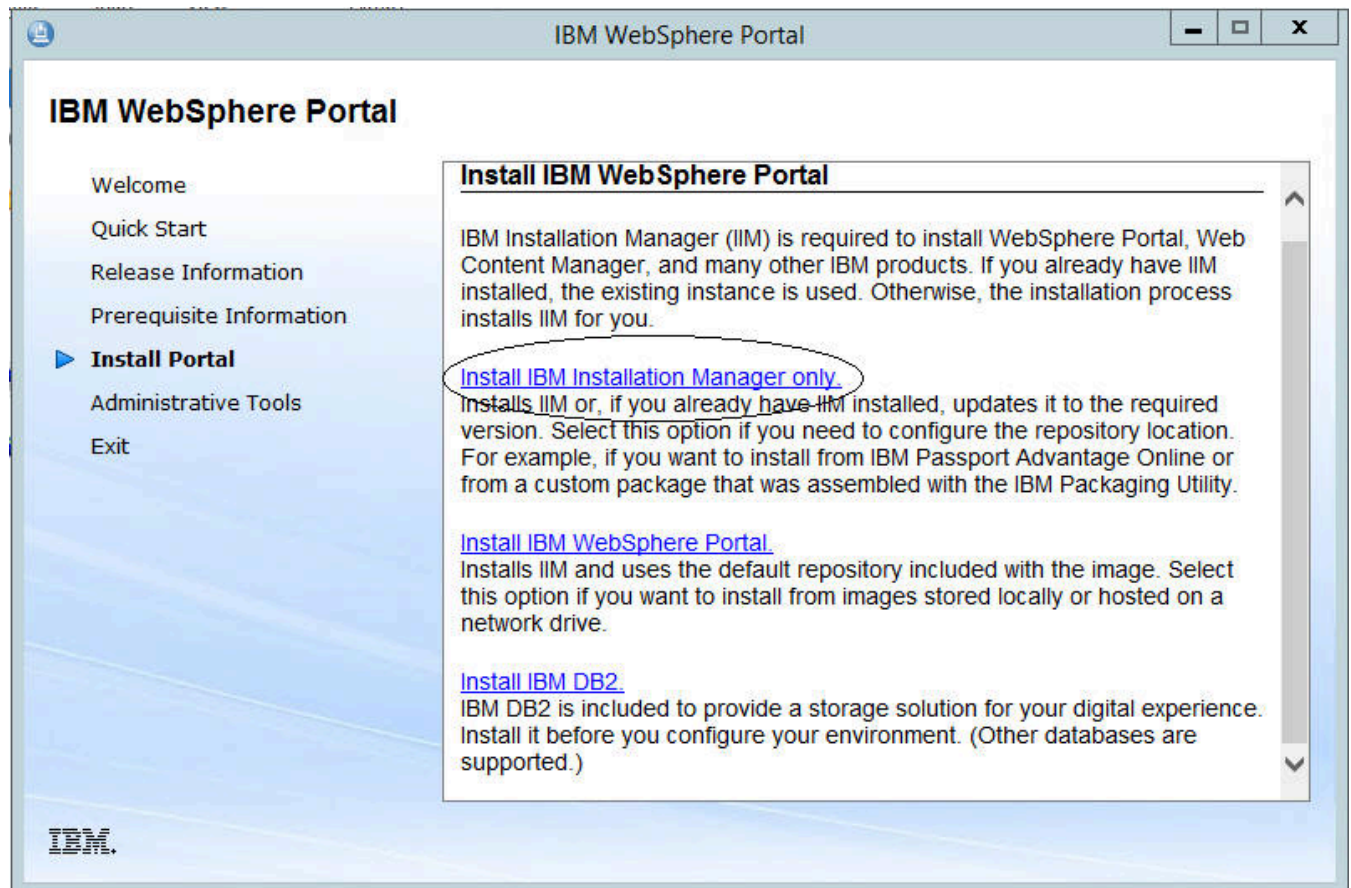 IBM WebSphere Portal
IBM WebSphere Portal
Welcome
Quick Start
Release Information
Prerequisite Information
Install Portal
Administrative Tools
Exit
Install IBM WebSphere Portal
IBM Installation Manager (IIM) is required to install WebSphere Portal, Web
Content Manager, and many other IBM products. If you already have IIM
installed, the existing instance is used. Otherwise, the installation process
installs IIM for you.
Install IBM Installation Manager only.
Installs IIM or, if you already have IIM installed, updates it to the required
version. Select this option if you need to configure the repository location.
For example, if you want to install from IBM Passport Advantage Online or
from a custom package that was assembled with the IBM Packaging Utility.
Install IBM WebSphere Portal.
Installs IIM and uses the default repository included with the image. Select
this option if you want to install from images stored locally or hosted on a
network drive.
Install IBM DB2.
IBM DB2 is included to provide a storage solution for your digital experience.
Install it before you configure your environment. (Other databases are
supported.)
IBM.